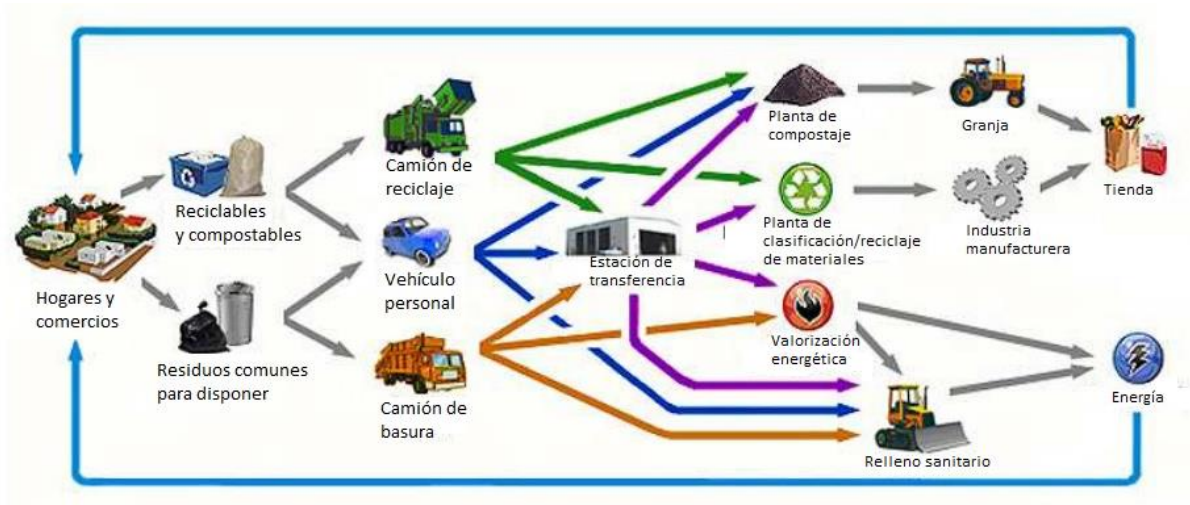 Reciclables
y compostables
Hogares y
comercios
Residuos comunes
para disponer
Camión de
reciclaje
Vehículo
personal
Camión de
basura
Estación de
transferencia
Planta de
compostaje
Planta de
clasificación/reciclaje
de materiales
Valorización
energética
Relleno sanitario
Granja
Industria
manufacturera
Tienda
Energía